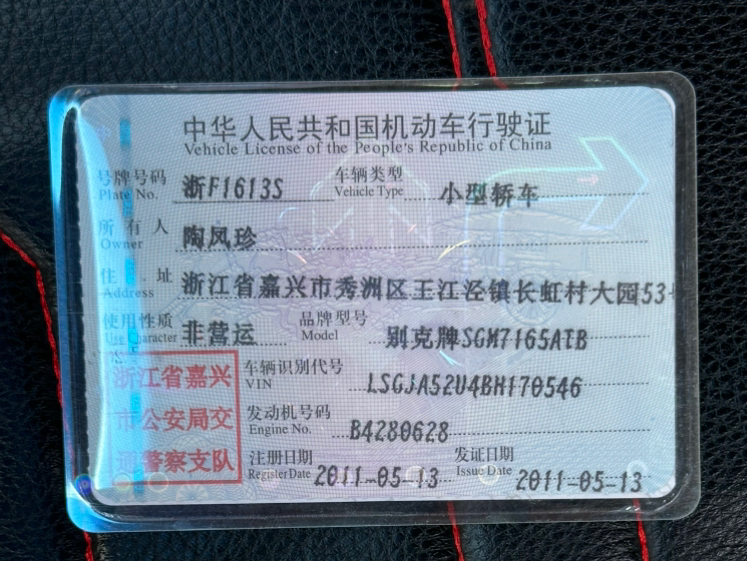 中华人民共和国机动车行驶证
Vehicle License of the People's Republic of China
号牌号码 浙F1613S 车辆类型 小型轿车
Plate No. Vehicle Type
所有人 陶凤珍
Owner
住址 浙江省嘉兴市秀洲区王江泾镇长虹村大园53
Address
使用性质 非营运 品牌型号 别克牌SGM7165ATB
Use Character Model
浙江省嘉兴
市公安局交
通警察支队
车辆识别代号 LSGJA52U4BH170546
VIN
发动机号码 B4280628
Engine No.
注册日期 2011-05-13 发证日期 2011-05-13
Register Date Issue Date